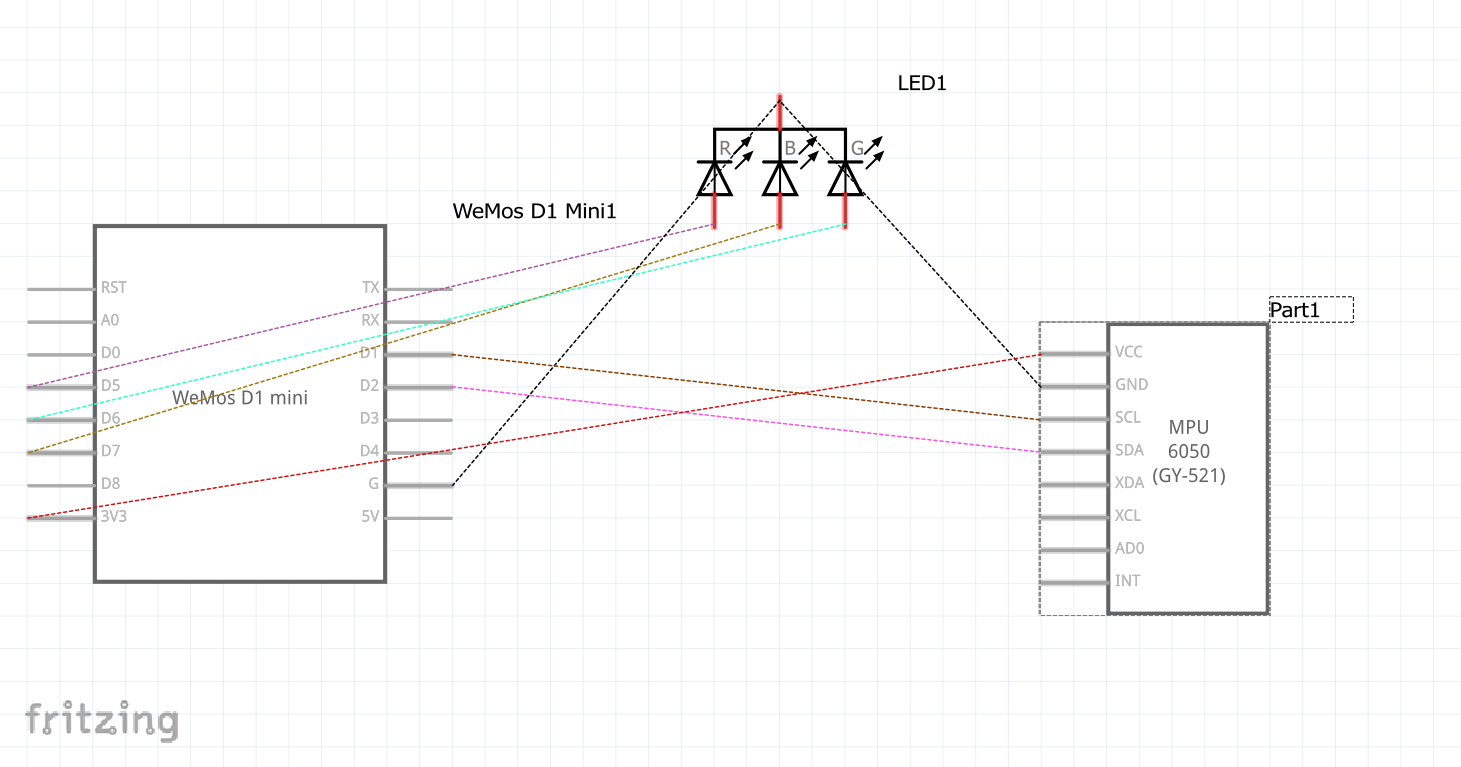 LED1
R
B
G
WeMos D1 Mini1
RST
TX
A0
RX
D0
D1
D5
D2
WeMos D1 mini
D6
D3
D7
D4
D8
G
3V3
5V
Part1
VCC
GND
SCL
MPU
SDA
6050
XDA
(GY-521)
XCL
AD0
INT
fritzing